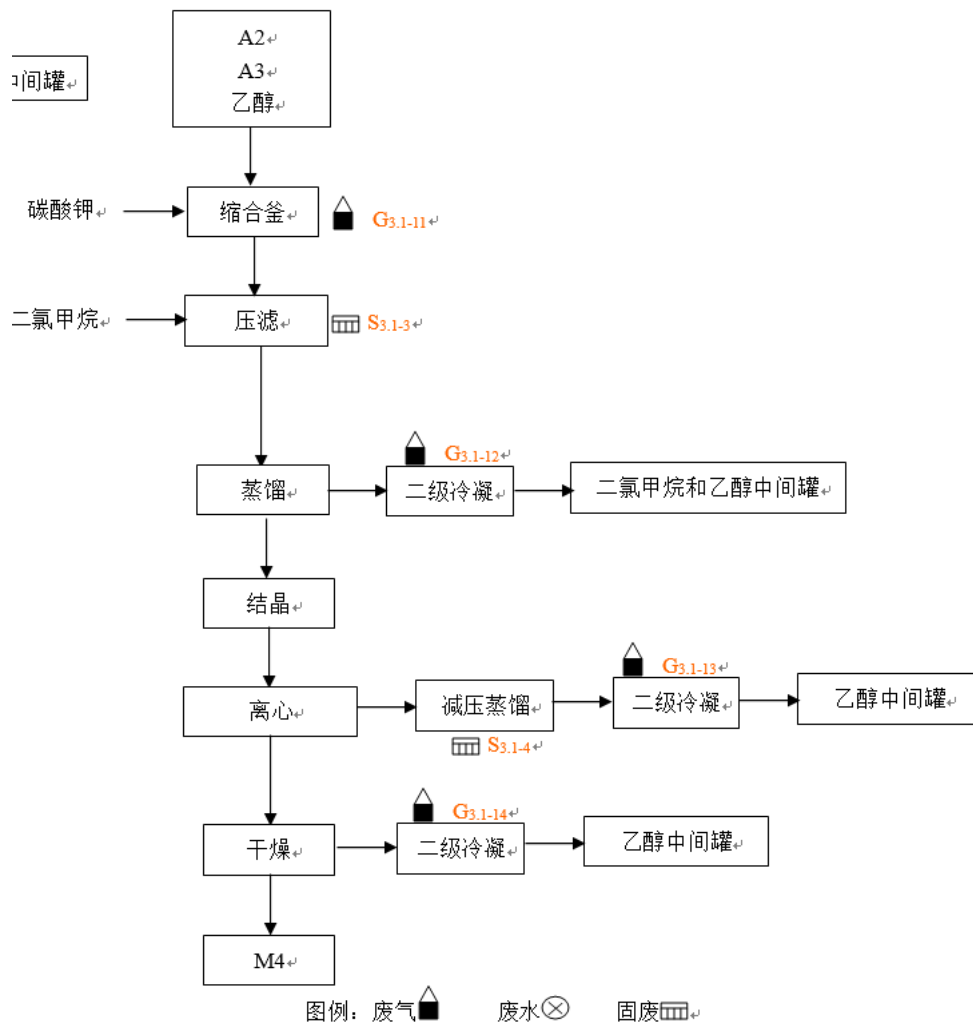 A2
A3
乙醇
中间罐
碳酸钾
缩合釜
G3.1-11
二氯甲烷
压滤
S3.1-3
G3.1-12
蒸馏
二级冷凝
二氯甲烷和乙醇中间罐
结晶
G3.1-13
离心
减压蒸馏
二级冷凝
乙醇中间罐
S3.1-4
G3.1-14
干燥
二级冷凝
乙醇中间罐
M4
图例：废气 废水 固废